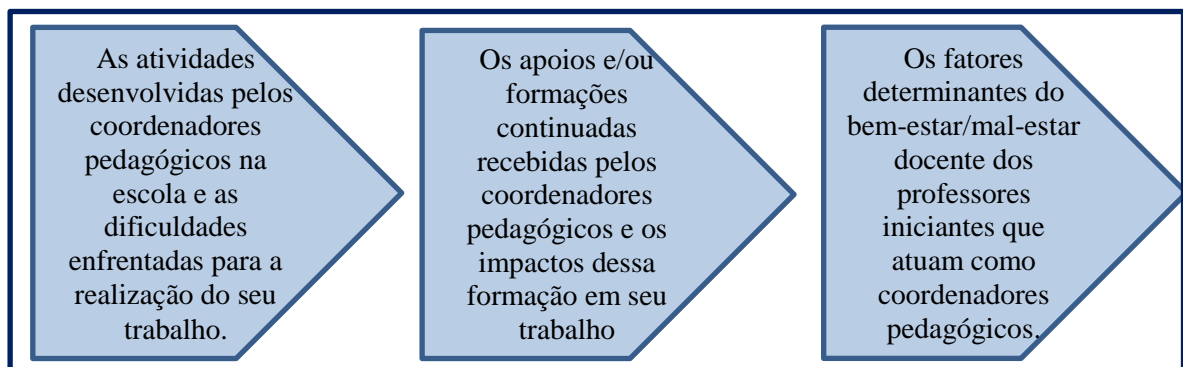 As atividades
desenvolvidas pelos
coordenadores
pedagógicos na
escola e as
dificuldades
enfrentadas para a
realização do seu
trabalho.
Os apoios e/ou
formações
continuadas
recebidas pelos
coordenadores
pedagógicos e os
impactos dessa
formação em seu
trabalho
Os fatores
determinantes do
bem-estar/mal-estar
docente dos
professores
iniciantes que
atuam como
coordenadores
pedagógicos.